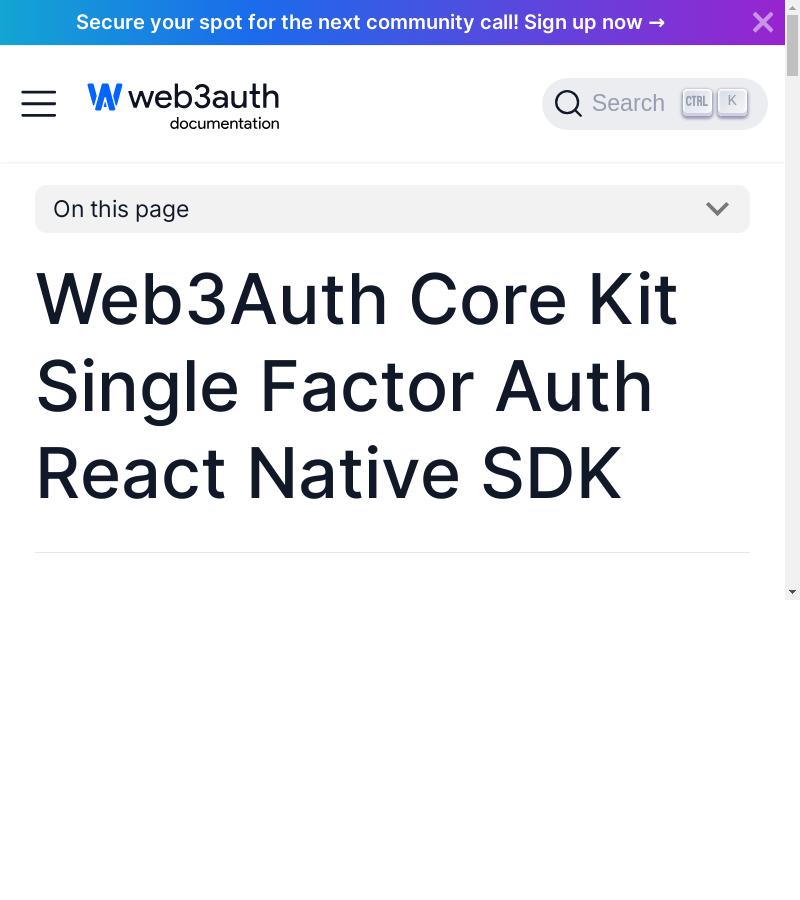 Secure your spot for the next community call! Sign up now →
web3auth
documentation
Search CTRL K
On this page
Web3Auth Core Kit
Single Factor Auth
React Native SDK